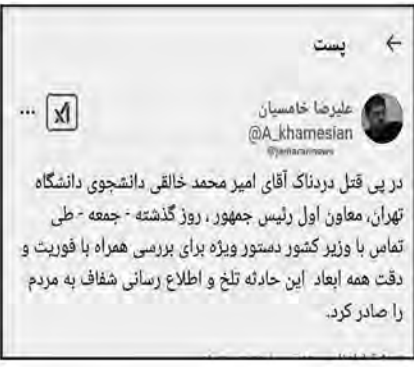 پست
علیرضا خامسیان
@A_khamesian
@jamarannews
در پی قتل دردناک آقای امیر محمد خالقی دانشجوی دانشگاه
تهران، معاون اول رئیس جمهور ، روز گذشته - جمعه - طی
تماس با وزیر کشور دستور ویژه برای بررسی همراه با فوریت و
دقت همه ابعاد این حادثه تلخ و اطلاع رسانی شفاف به مردم
را صادر کرد.